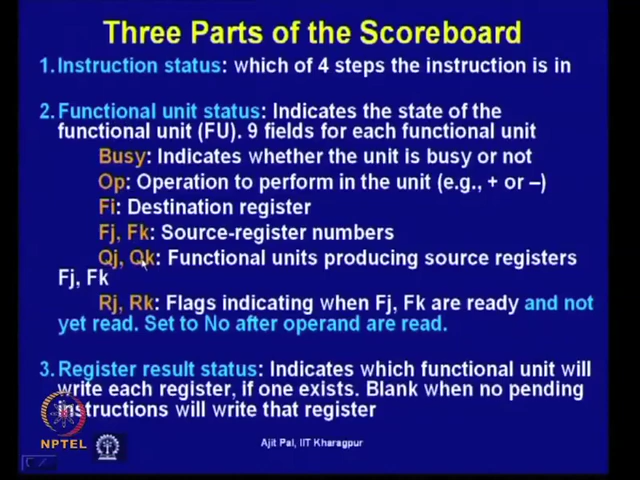 Three Parts of the Scoreboard
1. Instruction status: which of 4 steps the instruction is in
2. Functional unit status: Indicates the state of the
functional unit (FU). 9 fields for each functional unit
Busy: Indicates whether the unit is busy or not
Op: Operation to perform in the unit (e.g., + or –)
Fi: Destination register
Fj, Fk: Source-register numbers
Qj, Qk: Functional units producing source registers
Fj, Fk
Rj, Rk: Flags indicating when Fj, Fk are ready and not
yet read. Set to No after operand are read.
3. Register result status: Indicates which functional unit will
write each register, if one exists. Blank when no pending
instructions will write that register
NPTEL
Ajit Pal, IIT Kharagpur